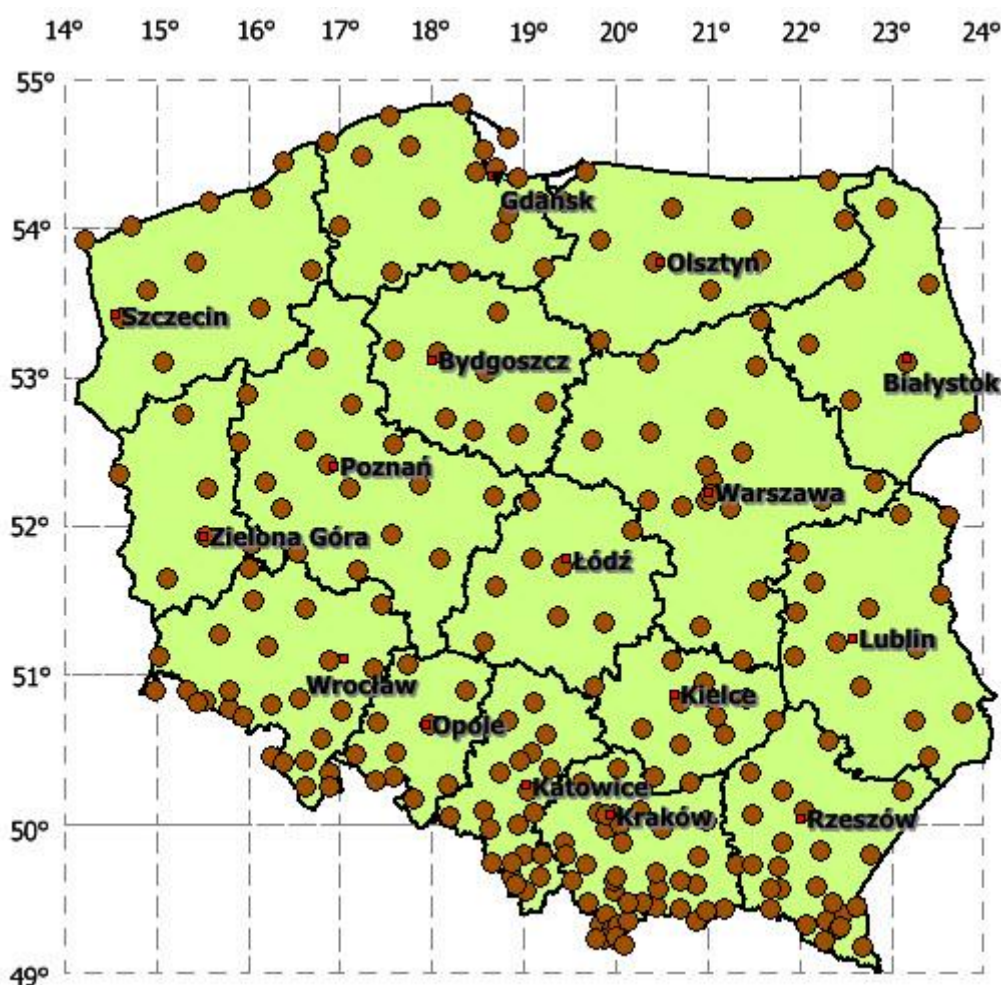 14° 15° 16° 17° 18° 19° 20° 21° 22° 23° 24°
55°
Gdańsk
54°
Olsztyn
Szczecin
Bydgoszcz
Białystok
53°
Poznań
Warszawa
52°
Zielona Góra
Łódź
Lublin
51°
Wrocław
Kielce
Opole
Katowice
50°
Kraków
Rzeszów
49°